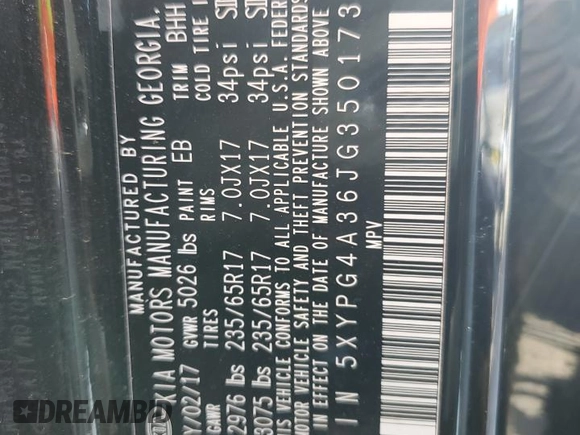 MANUFACTURED BY
KIA MOTORS MANUFACTURING GEORGIA,
Y/02/17 GVWR 5026 lbs PAINT EB TRIM BHH
GAWR TIRES RIMS COLD TIRE
2976 lbs 235/65R17 7.0JX17 34psi
3075 lbs 235/65R17 7.0JX17 34psi
THIS VEHICLE CONFORMS TO ALL APPLICABLE U.S.A. FEDER
MOTOR VEHICLE SAFETY AND THEFT PREVENTION STANDARDS
IN EFFECT ON THE DATE OF MANUFACTURE SHOWN ABOVE
IN 5XYPG4A36JG350173
MPV
DREAMBID